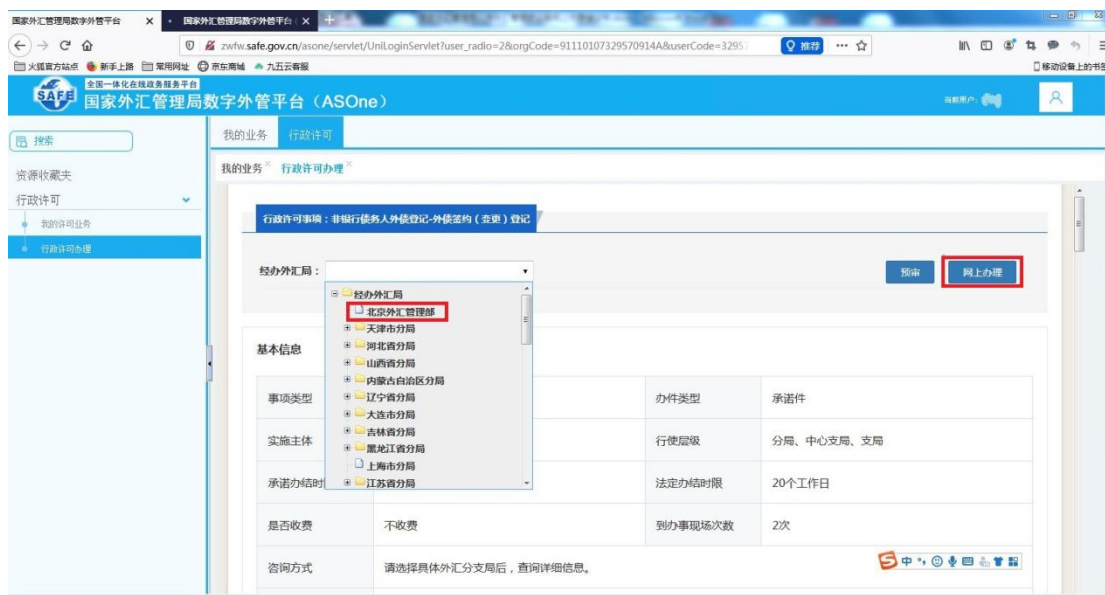 国家外汇管理局数字外管平台
国家外汇管理局数字外管平台
zwfw.safe.gov.cn/asone/servlet/UniLoginServlet?user_radio=2&orgCode=91110107329570914A&userCode=3295
推荐
火狐官方站点 新手上路 常用网址 京东商城 九五云客服
移动设备上的书签
SAFE
全国一体化在线政务服务平台
国家外汇管理局数字外管平台（ASOne）
当前用户：
搜索
我的业务 行政许可
资源收藏夹
我的业务 行政许可办理
行政许可
我的许可业务
行政许可办理
行政许可事项：非银行债务人外债登记-外债签约（变更）登记
经办外汇局：
预审 网上办理
经办外汇局
北京外汇管理部
天津市分局
河北省分局
山西省分局
内蒙古自治区分局
辽宁省分局
大连市分局
吉林省分局
黑龙江省分局
上海市分局
江苏省分局
基本信息
事项类型 办件类型 承诺件
实施主体 行使层级 分局、中心支局、支局
承诺办结时 法定办结时限 20个工作日
是否收费 不收费 到办事现场次数 2次
咨询方式 请选择具体外汇分支局后，查询详细信息。
中